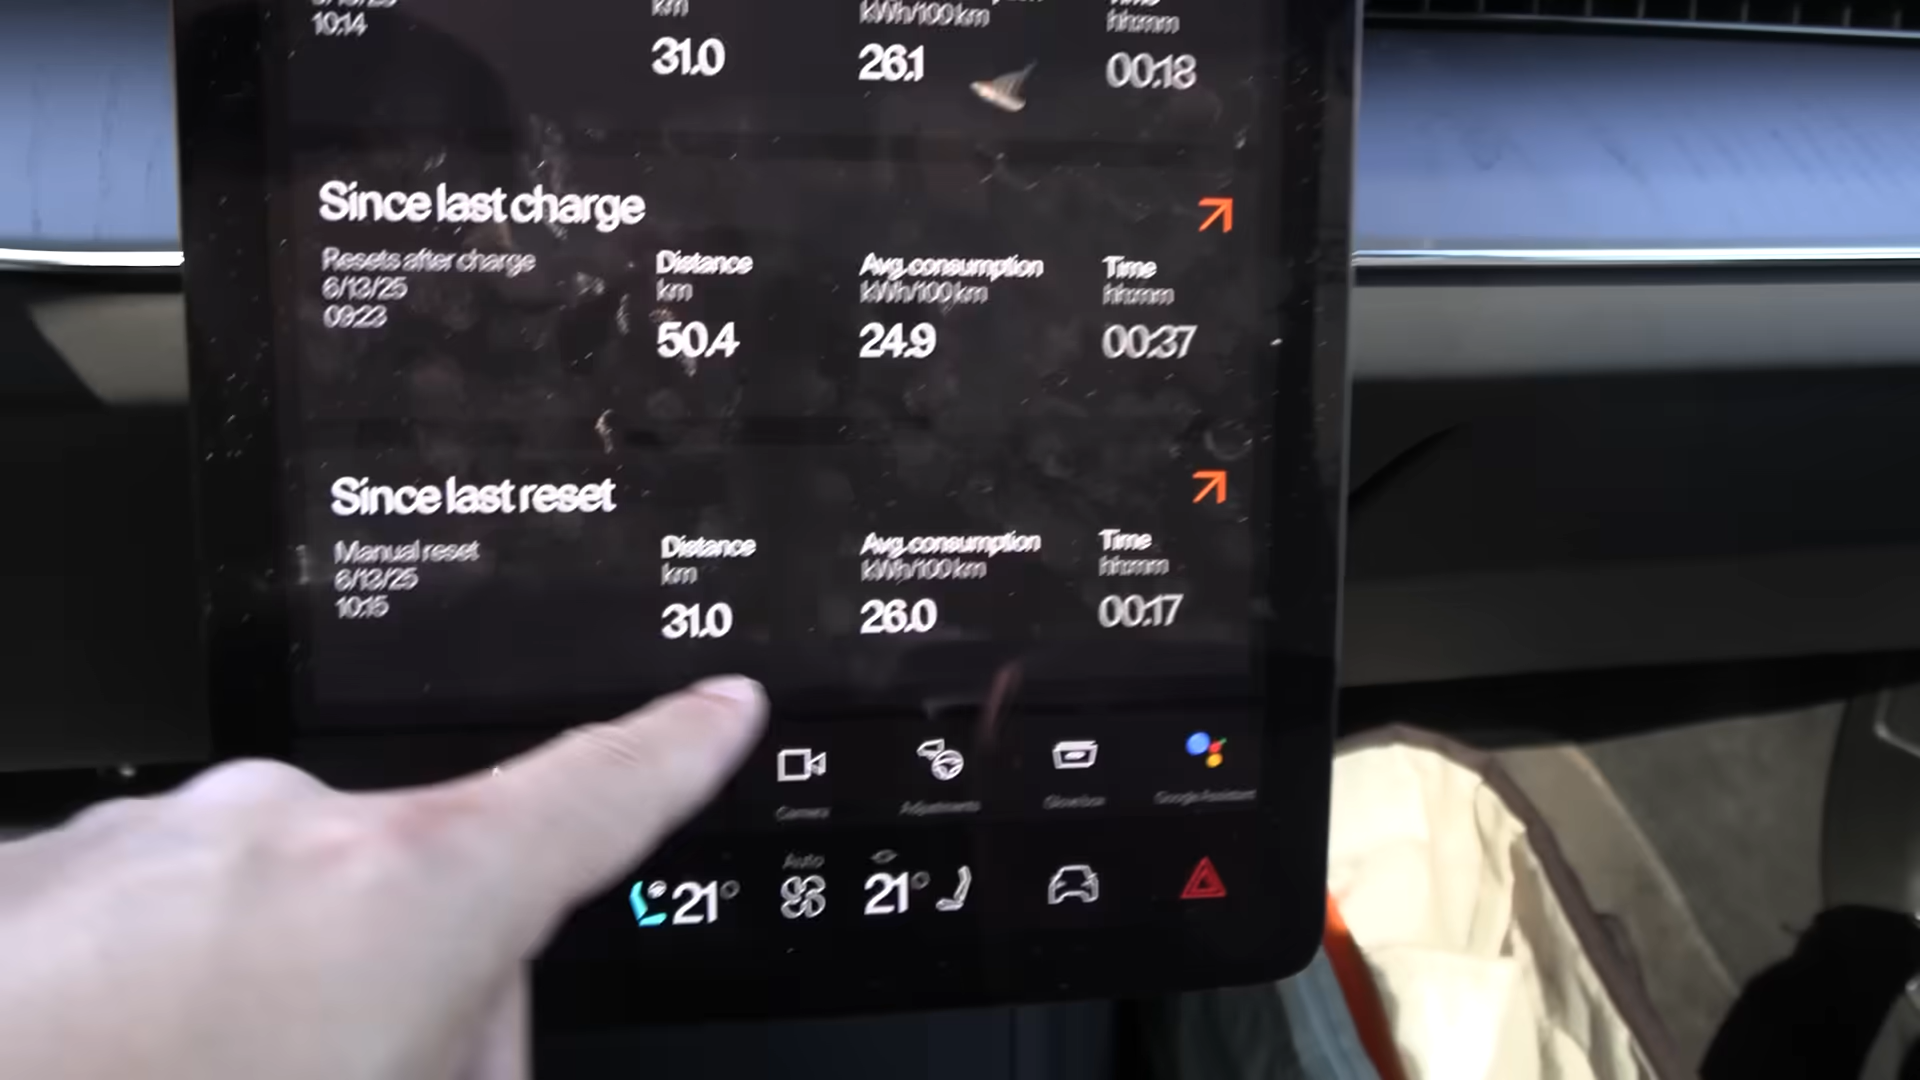 10:14
km
kWh/100 km
hh:mm
31.0
26.1
00:18
Since last charge
Resets after charge
6/13/25
09:23
Distance
km
50.4
Avg. consumption
kWh/100 km
24.9
Time
hh:mm
00:37
Since last reset
Manual reset
6/13/25
10:15
Distance
km
31.0
Avg. consumption
kWh/100 km
26.0
Time
hh:mm
00:17
Camera
Adjustments
Glovebox
Google Assistant
21°
Auto
21°